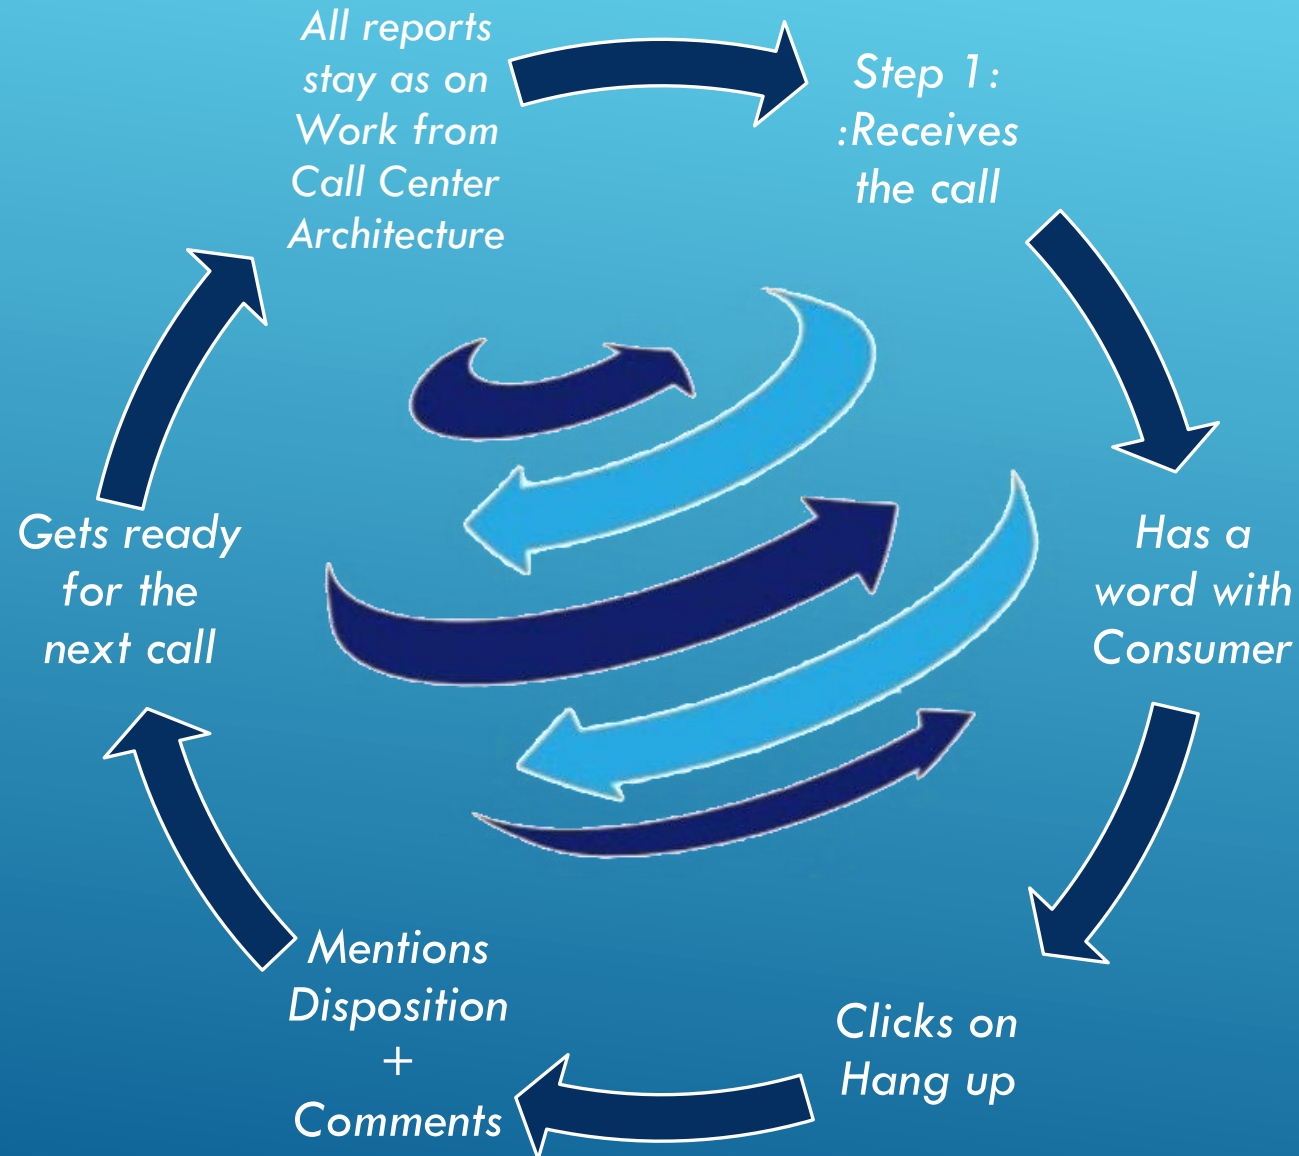 All reports
stay as on
Work from
Call Center
Architecture
Step 1:
:Receives
the call
Has a
word with
Consumer
Clicks on
Hang up
Mentions
Disposition
+
Comments
Gets ready
for the
next call